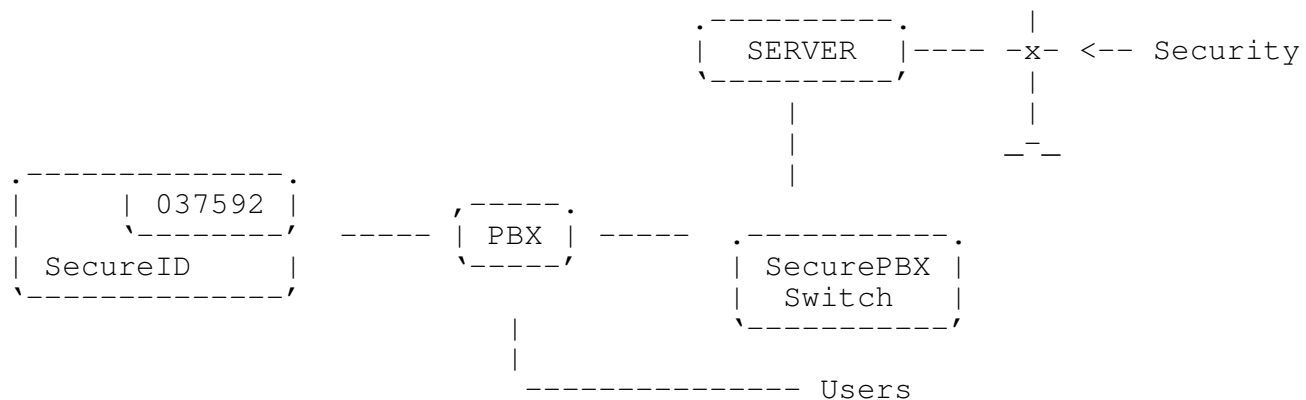 SERVER <-- Security
037592
PBX
SecureID SecurePBX
Switch
Users